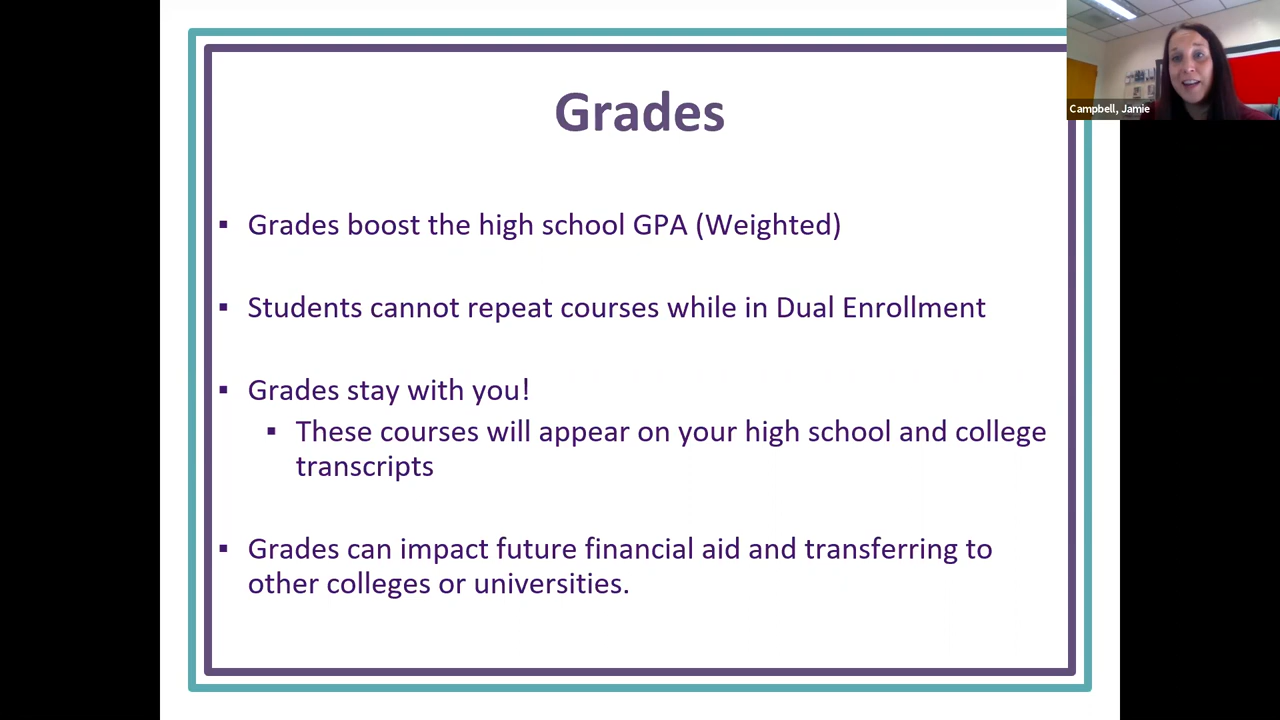 Grades
Campbell, Jamie
▪ Grades boost the high school GPA (Weighted)
▪ Students cannot repeat courses while in Dual Enrollment
▪ Grades stay with you!
▪ These courses will appear on your high school and college
transcripts
▪ Grades can impact future financial aid and transferring to
other colleges or universities.